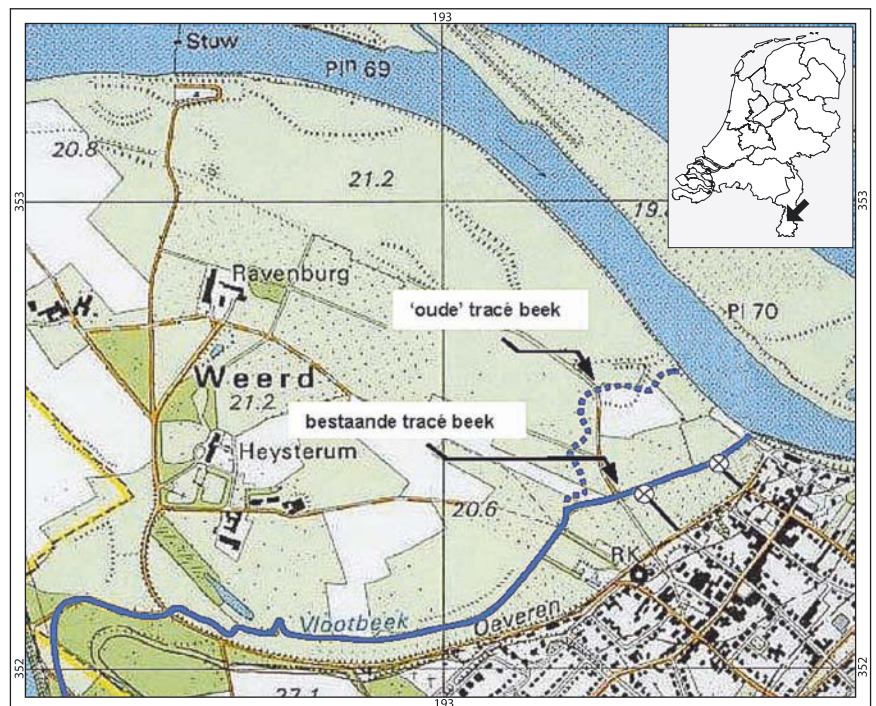 193
Stuw
Pln 69
20.8
21.2
353
353
19.
Ravenburg
'oude' tracé beek
Pl 70
Weerd
21.2
bestaande tracé beek
Heysterum
20.6
RK
Vlootbeek
Oeveren
352
352
27.1
193